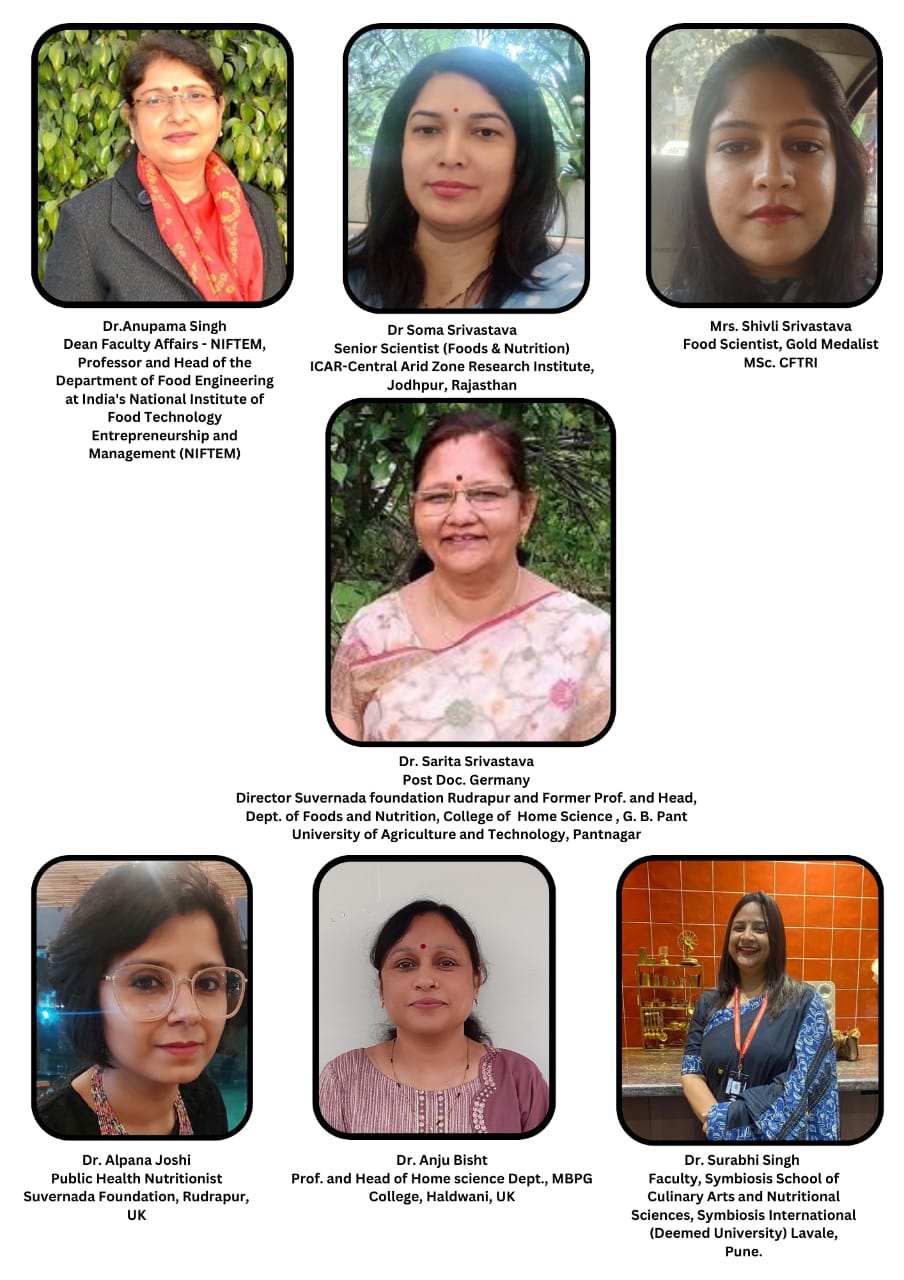 Dr.Anupama Singh
Dean Faculty Affairs - NIFTEM,
Professor and Head of the
Department of Food Engineering
at India's National Institute of
Food Technology
Entrepreneurship and
Management (NIFTEM)
Dr Soma Srivastava
Senior Scientist (Foods & Nutrition)
ICAR-Central Arid Zone Research Institute,
Jodhpur, Rajasthan
Mrs. Shivli Srivastava
Food Scientist, Gold Medalist
MSc. CFTRI
Dr. Sarita Srivastava
Post Doc. Germany
Director Suvernada foundation Rudrapur and Former Prof. and Head,
Dept. of Foods and Nutrition, College of Home Science , G. B. Pant
University of Agriculture and Technology, Pantnagar
Dr. Alpana Joshi
Public Health Nutritionist
Suvernada Foundation, Rudrapur,
UK
Dr. Anju Bisht
Prof. and Head of Home science Dept., MBPG
College, Haldwani, UK
Dr. Surabhi Singh
Faculty, Symbiosis School of
Culinary Arts and Nutritional
Sciences, Symbiosis International
(Deemed University) Lavale,
Pune.